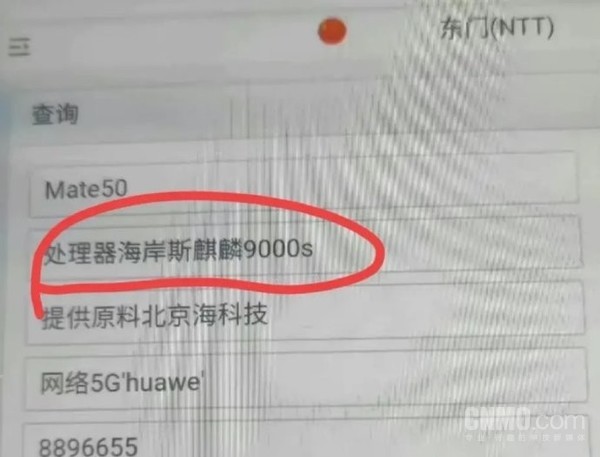 东门(NTT)
查询
Mate50
处理器海岸斯麒麟9000s
提供原料北京海科技
网络5G'huawe'
8896655
CNMO.com